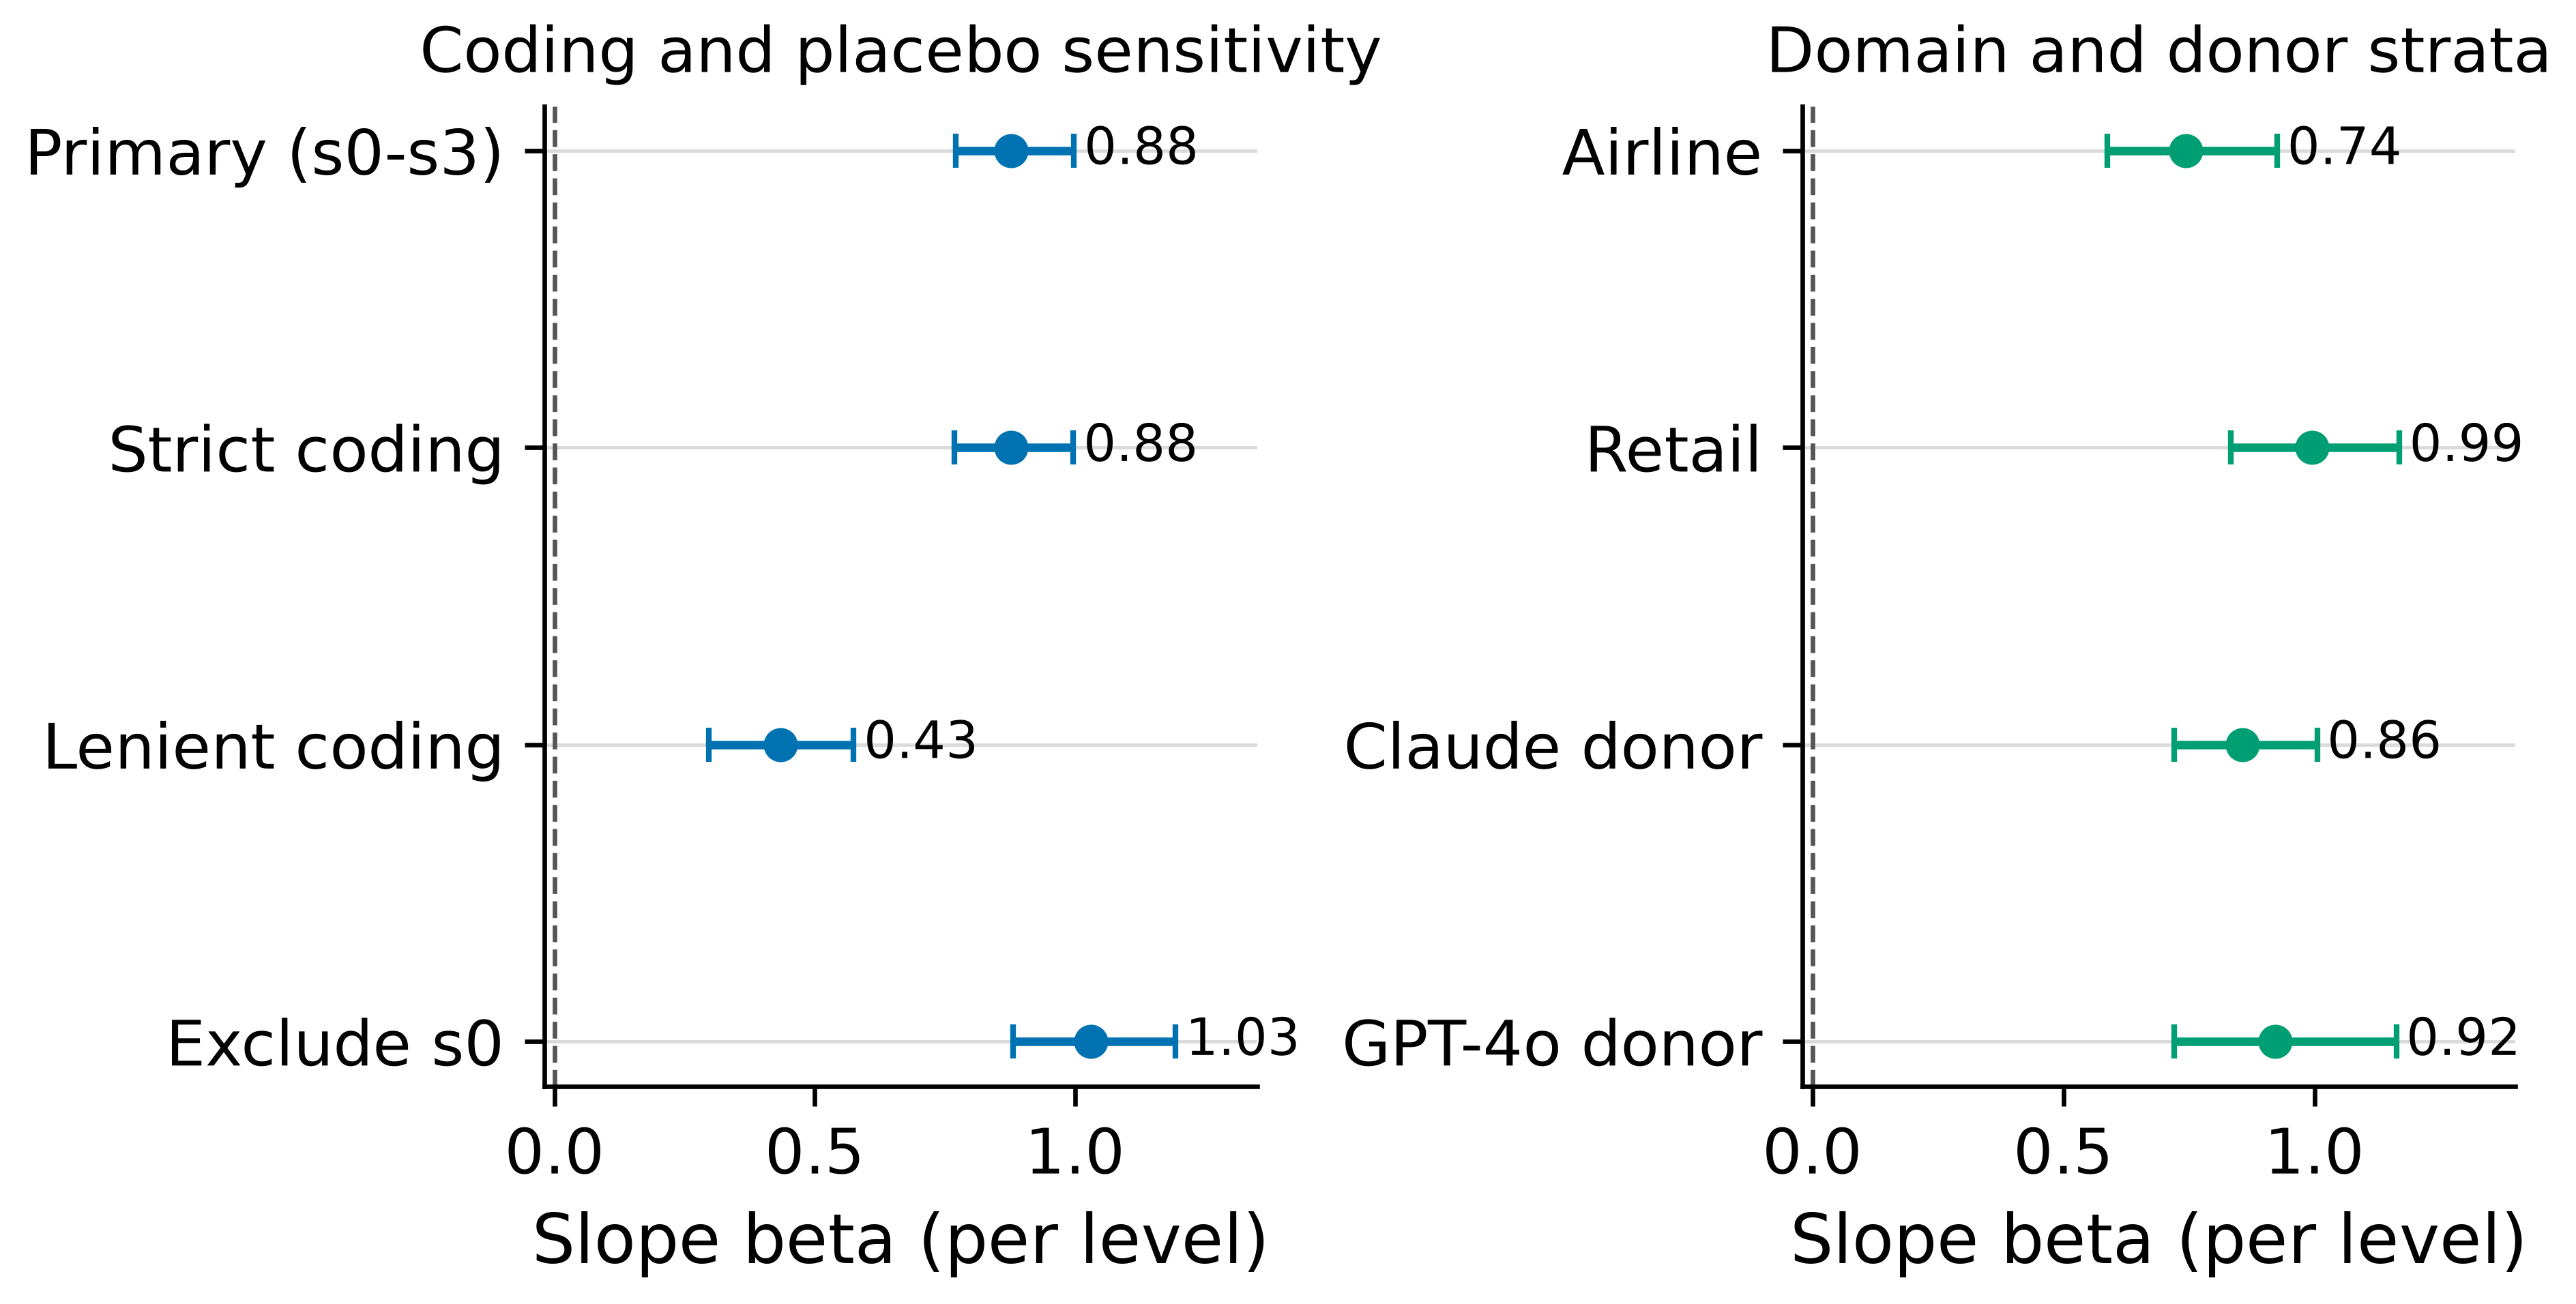 Coding and placebo sensitivity
Primary (s0-s3)
0.88
Strict coding
0.88
Lenient coding
0.43
Exclude s0
1.03
0.0 0.5 1.0
Slope beta (per level)
Domain and donor strata
Airline
0.74
Retail
0.99
Claude donor
0.86
GPT-4o donor
0.92
0.0 0.5 1.0
Slope beta (per level)